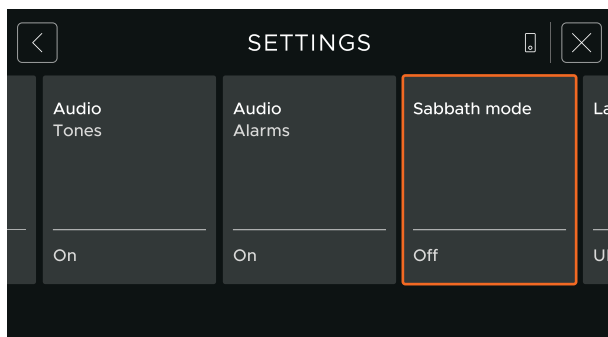 SETTINGS
Audio
Tones
On
Audio
Alarms
On
Sabbath mode
Off